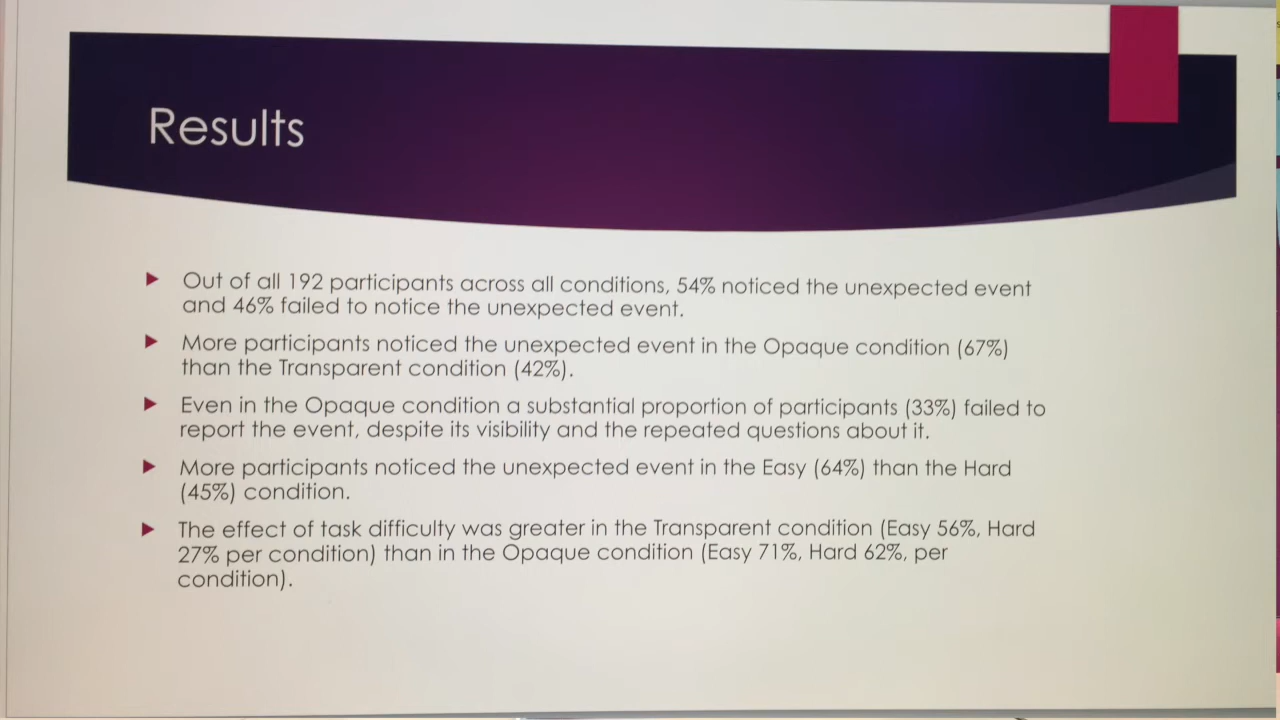 Results
Out of all 192 participants across all conditions, 54% noticed the unexpected event
and 46% failed to notice the unexpected event.
More participants noticed the unexpected event in the Opaque condition (67%)
than the Transparent condition (42%).
Even in the Opaque condition a substantial proportion of participants (33%) failed to
report the event, despite its visibility and the repeated questions about it.
More participants noticed the unexpected event in the Easy (64%) than the Hard
(45%) condition.
The effect of task difficulty was greater in the Transparent condition (Easy 56%, Hard
27% per condition) than in the Opaque condition (Easy 71%, Hard 62%, per
condition).